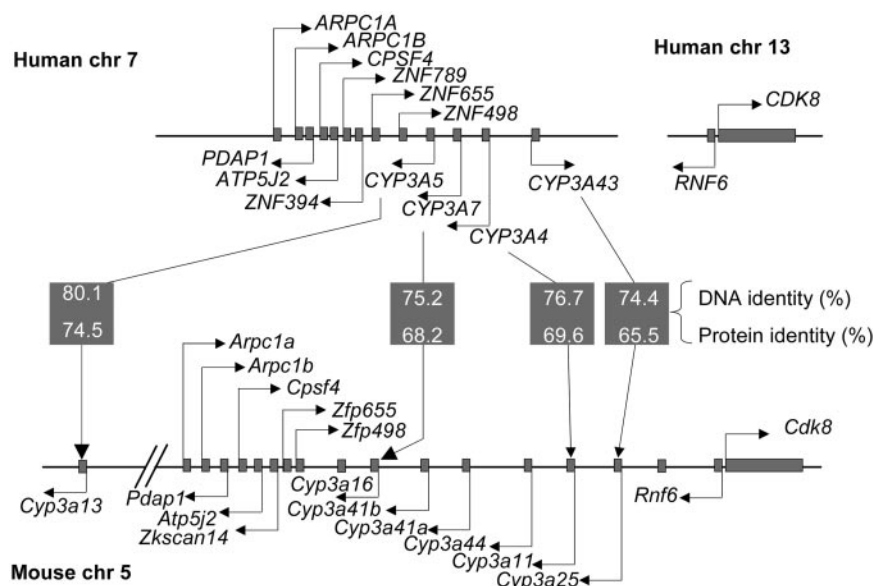 ARPC1A
ARPC1B
Human chr 7
CPSF4
Human chr 13
ZNF789
ZNF655
CDK8
ZNF498
PDAP1
ATP5J2
CYP3A5
CYP3A43
RNF6
ZNF394
CYP3A7
CYP3A4
80.1
75.2
76.7
74.4
DNA identity (%)
74.5
68.2
69.6
65.5
Protein identity (%)
Arpc1a
Arpc1b
Cpsf4
Zfp655
Zfp498
Cdk8
Cyp3a13
Pdap1
Cyp3a16
Rnf6
Atp5j2
Cyp3a41b
Zkscan14
Cyp3a41a
Cyp3a44
Cyp3a11
Mouse chr 5
Cyp3a25